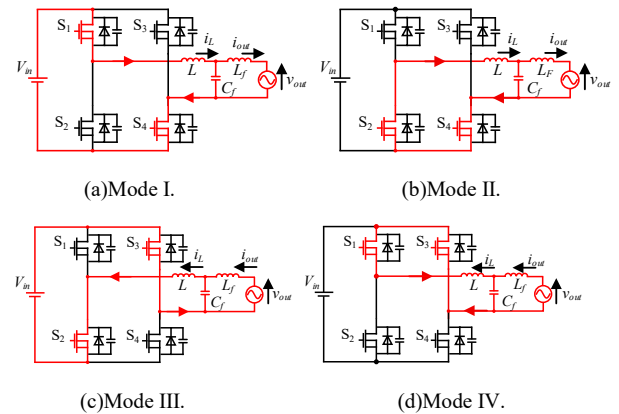 S1 S3
iL iout
Vin L Lf
Cf vout
S2 S4
(a)Mode I.
S1 S3
iL iout
Vin L LF
Cf vout
S2 S4
(b)Mode II.
S1 S3
iL iout
Vin L Lf
Cf vout
S2 S4
(c)Mode III.
S1 S3
iL iout
Vin L Lf
Cf vout
S2 S4
(d)Mode IV.